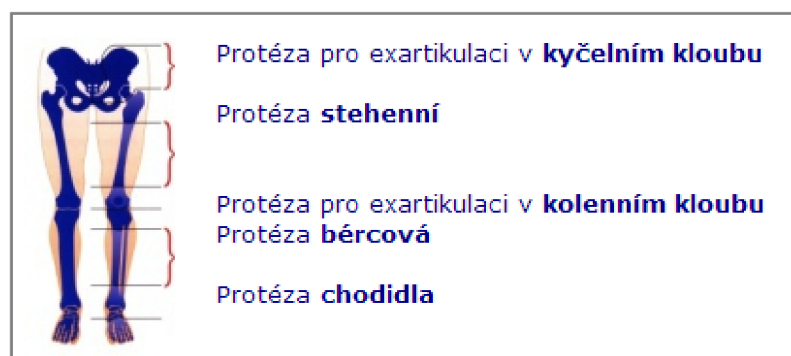 Protéza pro exartikulaci v kyčelním kloubu
Protéza stehenní
Protéza pro exartikulaci v kolenním kloubu
Protéza bércová
Protéza chodidla